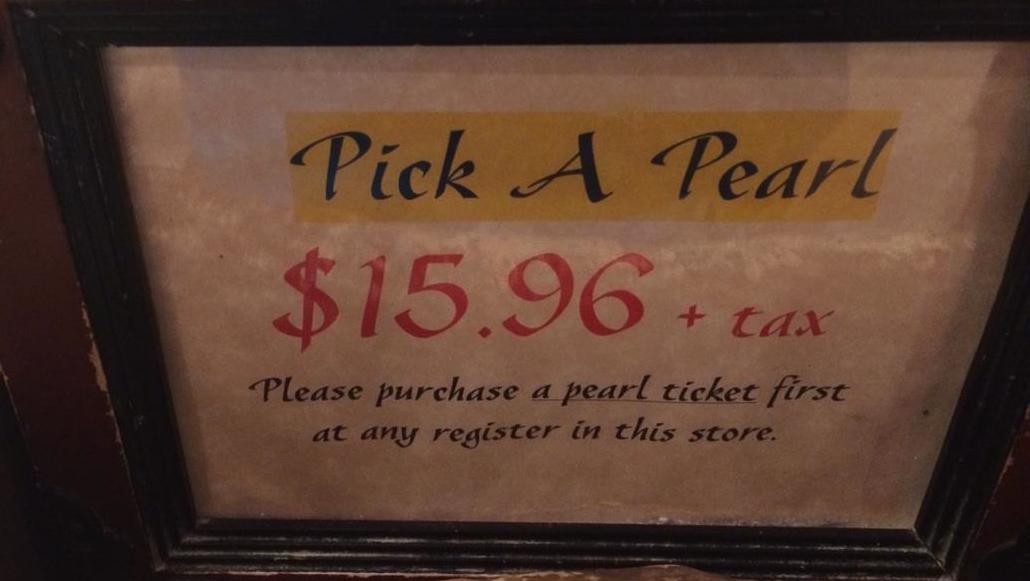 Pick A Pearl
$15.96 + tax
Please purchase a pearl ticket first
at any register in this store.